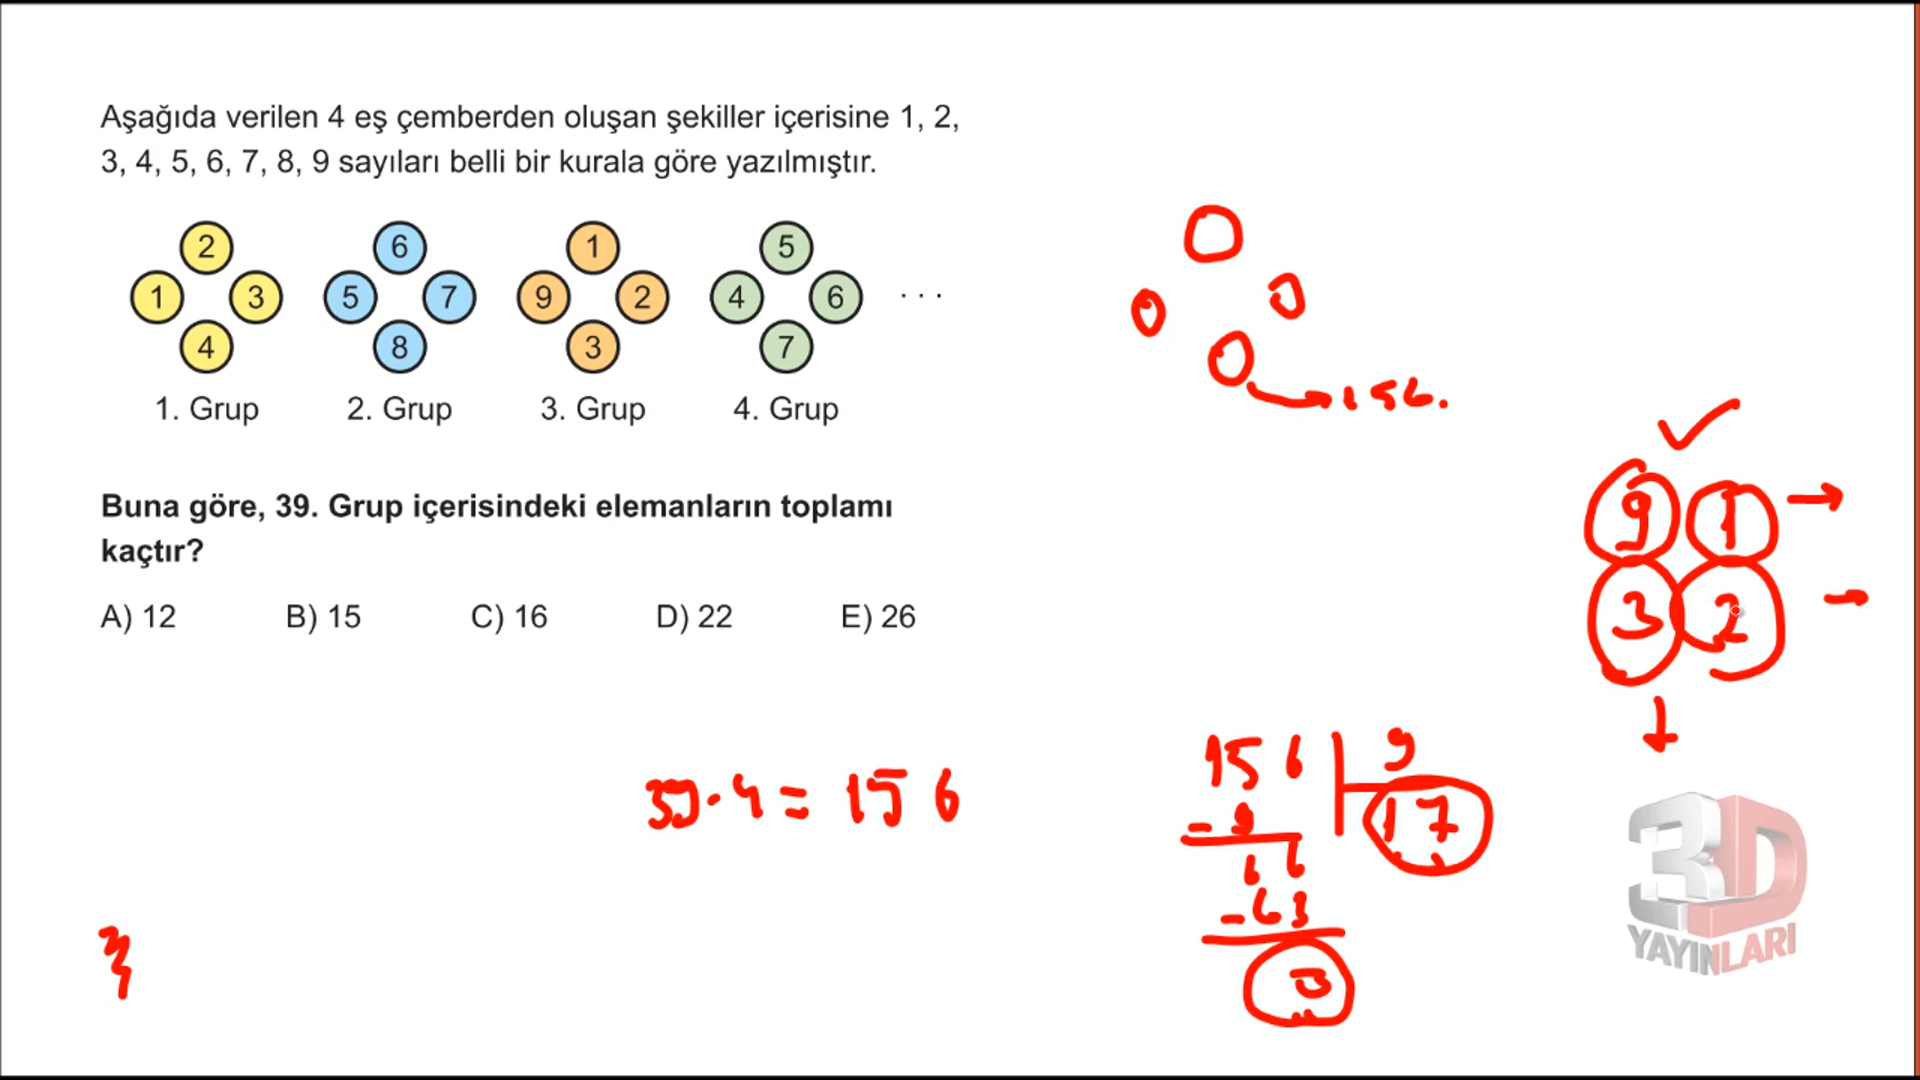 Aşağıda verilen 4 eş çemberden oluşan şekiller içerisine 1, 2,
3, 4, 5, 6, 7, 8, 9 sayıları belli bir kurala göre yazılmıştır.
2 6 1 5
1 3 5 7 9 2 4 6 . . .
4 8 3 7
1. Grup 2. Grup 3. Grup 4. Grup
156.
9 1
3 2
Buna göre, 39. Grup içerisindeki elemanların toplamı
kaçtır?
A) 12 B) 15 C) 16 D) 22 E) 26
39 · 4 = 156
156 9
- 9 17
66
- 63
3
3D
YAYINLARI